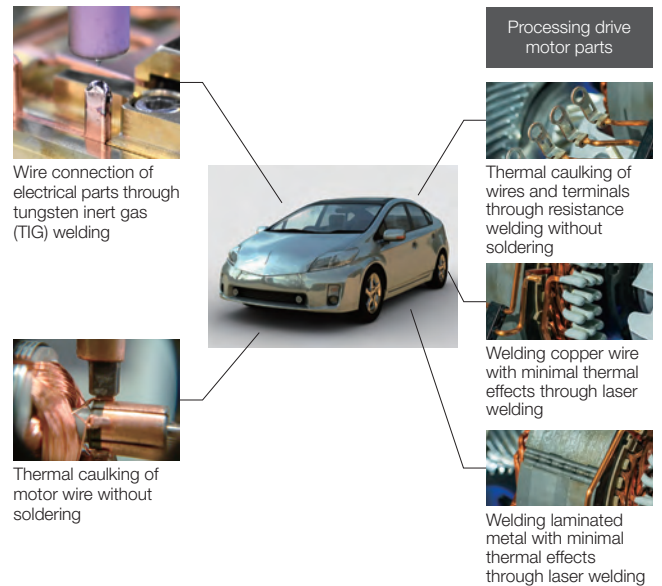 Processing drive
motor parts
Wire connection of
electrical parts through
tungsten inert gas
(TIG) welding
Thermal caulking of
wires and terminals
through resistance
welding without
soldering
Welding copper wire
with minimal thermal
effects through laser
welding
Thermal caulking of
motor wire without
soldering
Welding laminated
metal with minimal
thermal effects
through laser welding